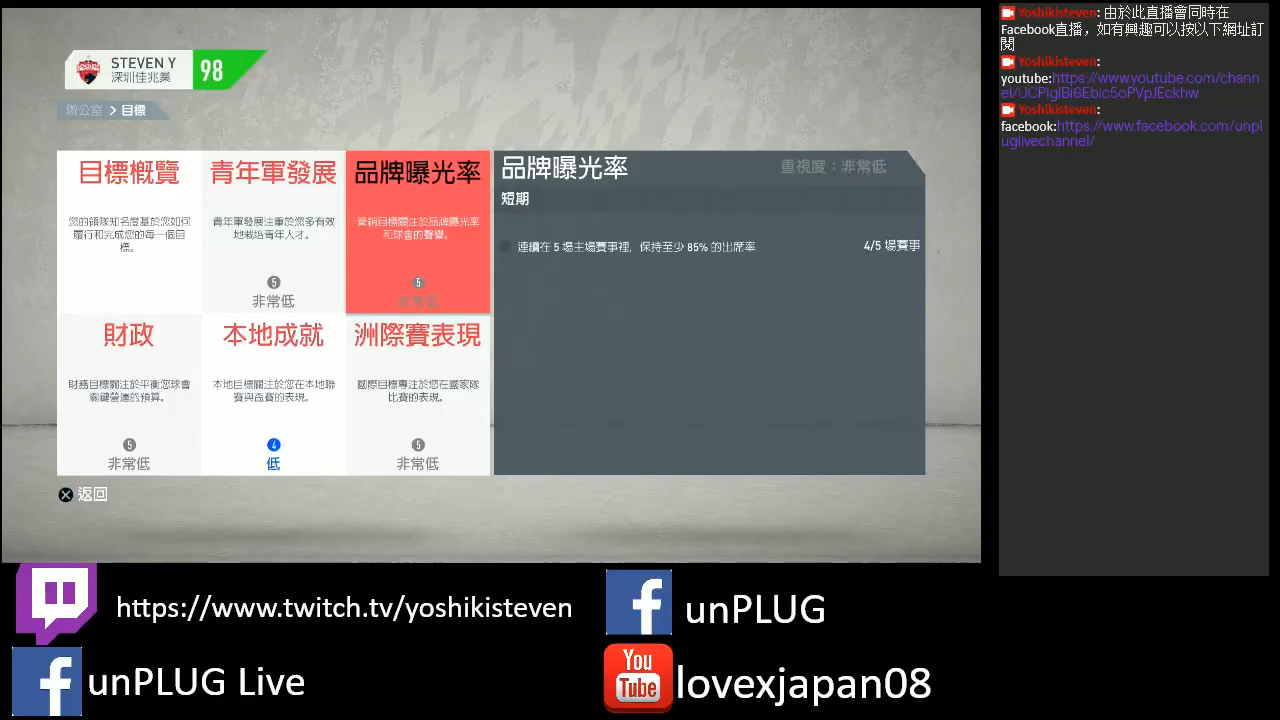 STEVEN Y
深圳佳兆業
98
辦公室 > 目標
目標概覽
您的領隊知名度基於您如何
履行和完成您的每一個目
標。
青年軍發展
青年軍發展注重於您多有效
地栽培青年人才。
5
非常低
品牌曝光率
營銷目標關注於品牌曝光率
和球會的聲譽。
5
非常低
財政
財務目標關注於平衡您球會
關鍵營運的預算。
5
非常低
本地成就
本地目標關注於您在本地聯
賽與盃賽的表現。
4
低
洲際賽表現
國際目標專注於您在國家隊
比賽的表現。
5
非常低
品牌曝光率
重視度：非常低
短期
連續在 5 場主場賽事裡，保持至少 85% 的出席率
4/5 場賽事
返回
Yoshikisteven: 由於此直播會同時在
Facebook直播，如有興趣可以按以下網址訂
閱
Yoshikisteven:
youtube:https://www.youtube.com/chann
el/UCPIglBi6Ebic5oPVpJEckhw
Yoshikisteven:
facebook:https://www.facebook.com/unpl
uglivechannel/
https://www.twitch.tv/yoshikisteven
unPLUG
unPLUG Live
You
Tube
lovexjapan08